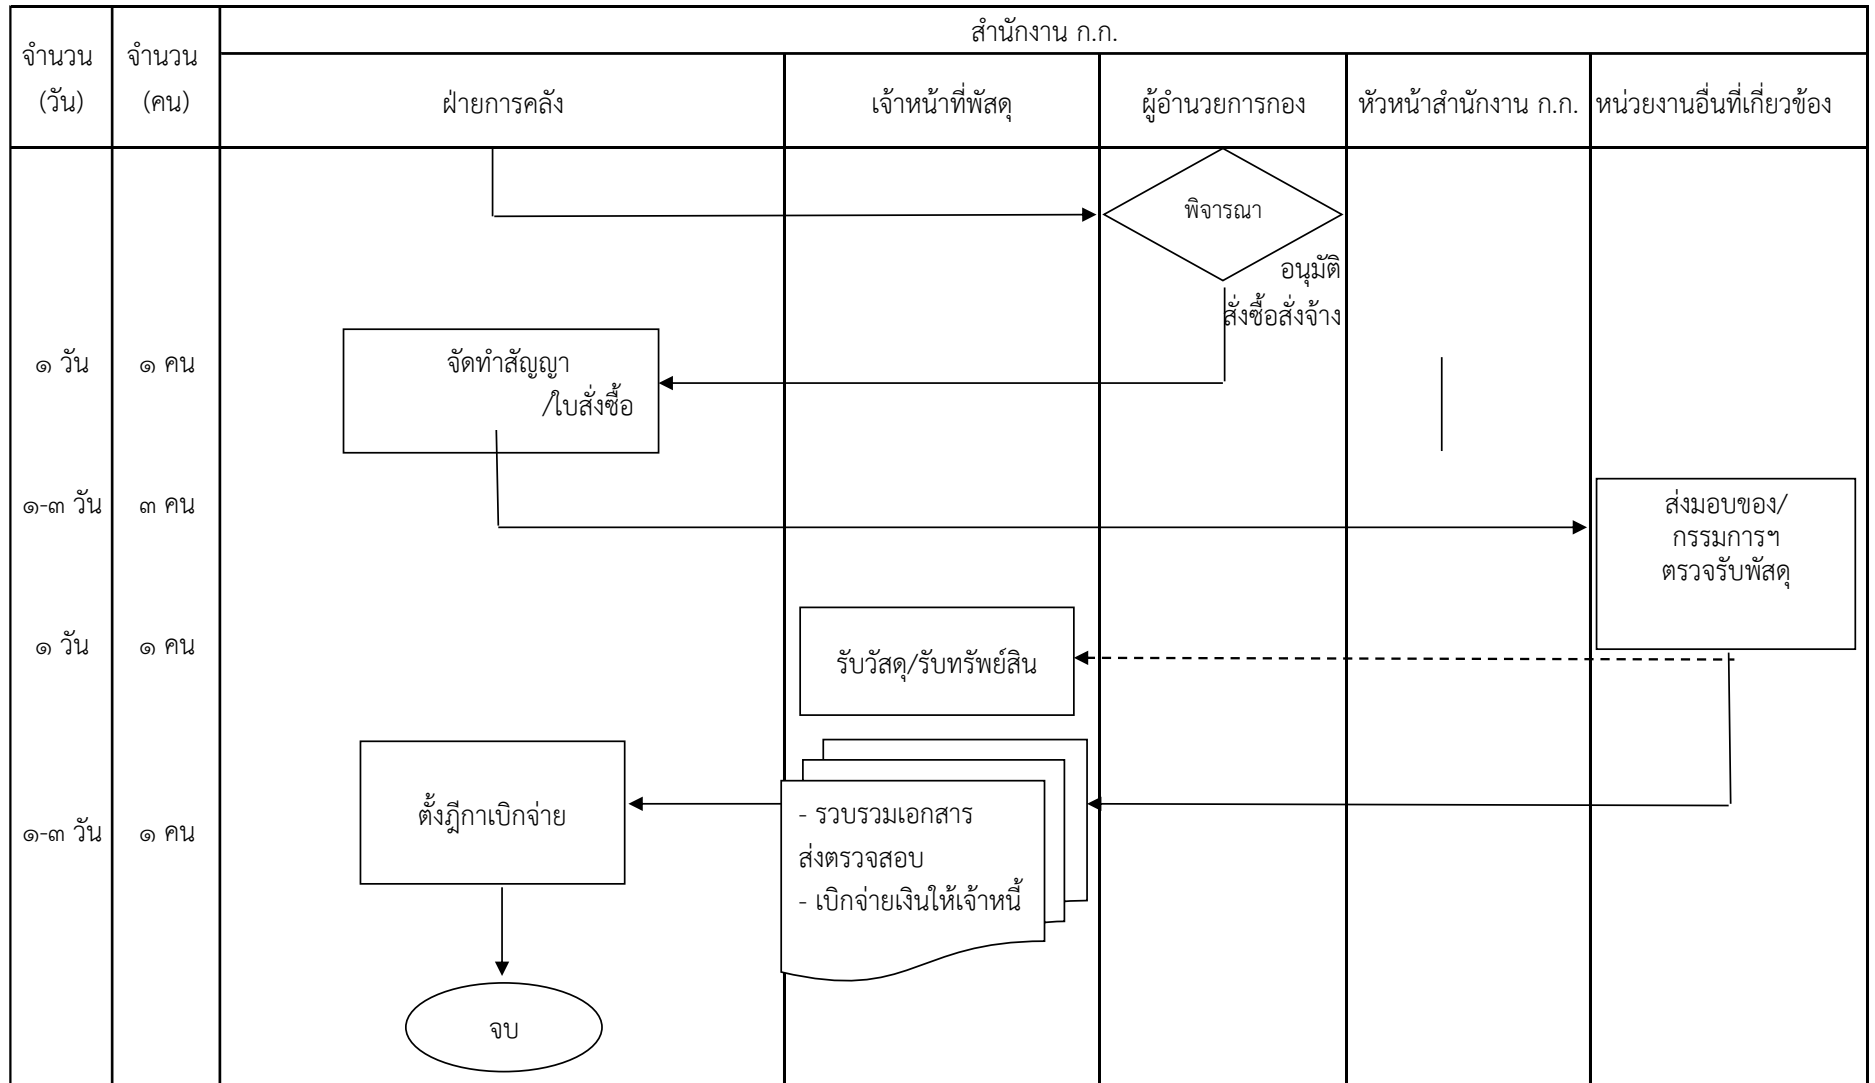 สำนักงาน ก.ก.
จำนวน
(วัน)
จำนวน
(คน)
ฝ่ายการคลัง
เจ้าหน้าที่พัสดุ
ผู้อำนวยการกอง
หัวหน้าสำนักงาน ก.ก.
หน่วยงานอื่นที่เกี่ยวข้อง
พิจารณา
อนุมัติ
สั่งซื้อสั่งจ้าง
๑ วัน
๑ คน
จัดทำสัญญา
/ใบสั่งซื้อ
๑-๓ วัน
๓ คน
ส่งมอบของ/
กรรมการฯ
ตรวจรับพัสดุ
๑ วัน
๑ คน
รับวัสดุ/รับทรัพย์สิน
๑-๓ วัน
๑ คน
ตั้งฎีกาเบิกจ่าย
- รวบรวมเอกสาร
ส่งตรวจสอบ
- เบิกจ่ายเงินให้เจ้าหนี้
จบ